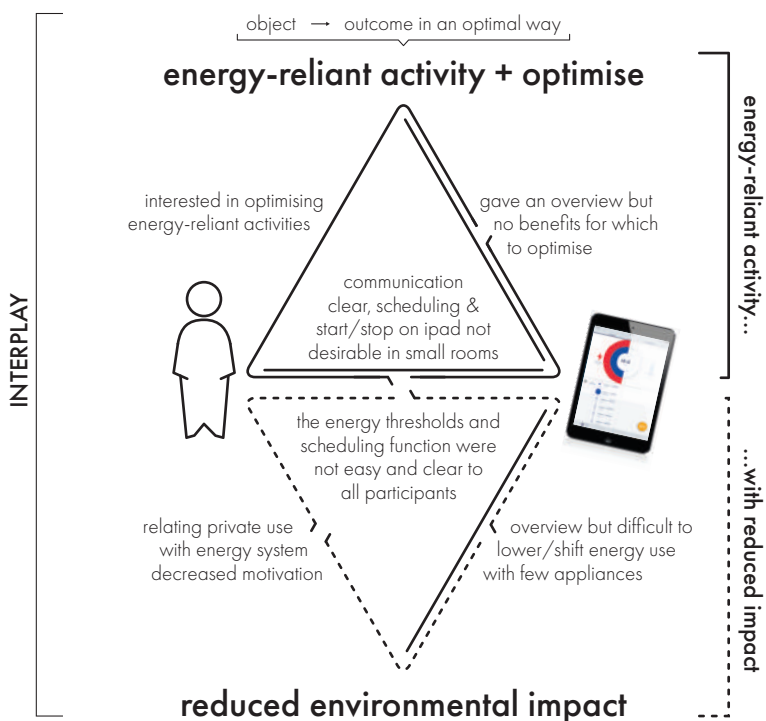 object → outcome in an optimal way
energy-reliant activity + optimise
interested in optimising
energy-reliant activities
gave an overview but
no benefits for which
to optimise
communication
clear, scheduling &
start/stop on ipad not
desirable in small rooms
INTERPLAY
energy-reliant activity...
the energy thresholds and
scheduling function were
not easy and clear to
all participants
relating private use
with energy system
decreased motivation
overview but difficult to
lower/shift energy use
with few appliances
...with reduced impact
reduced environmental impact